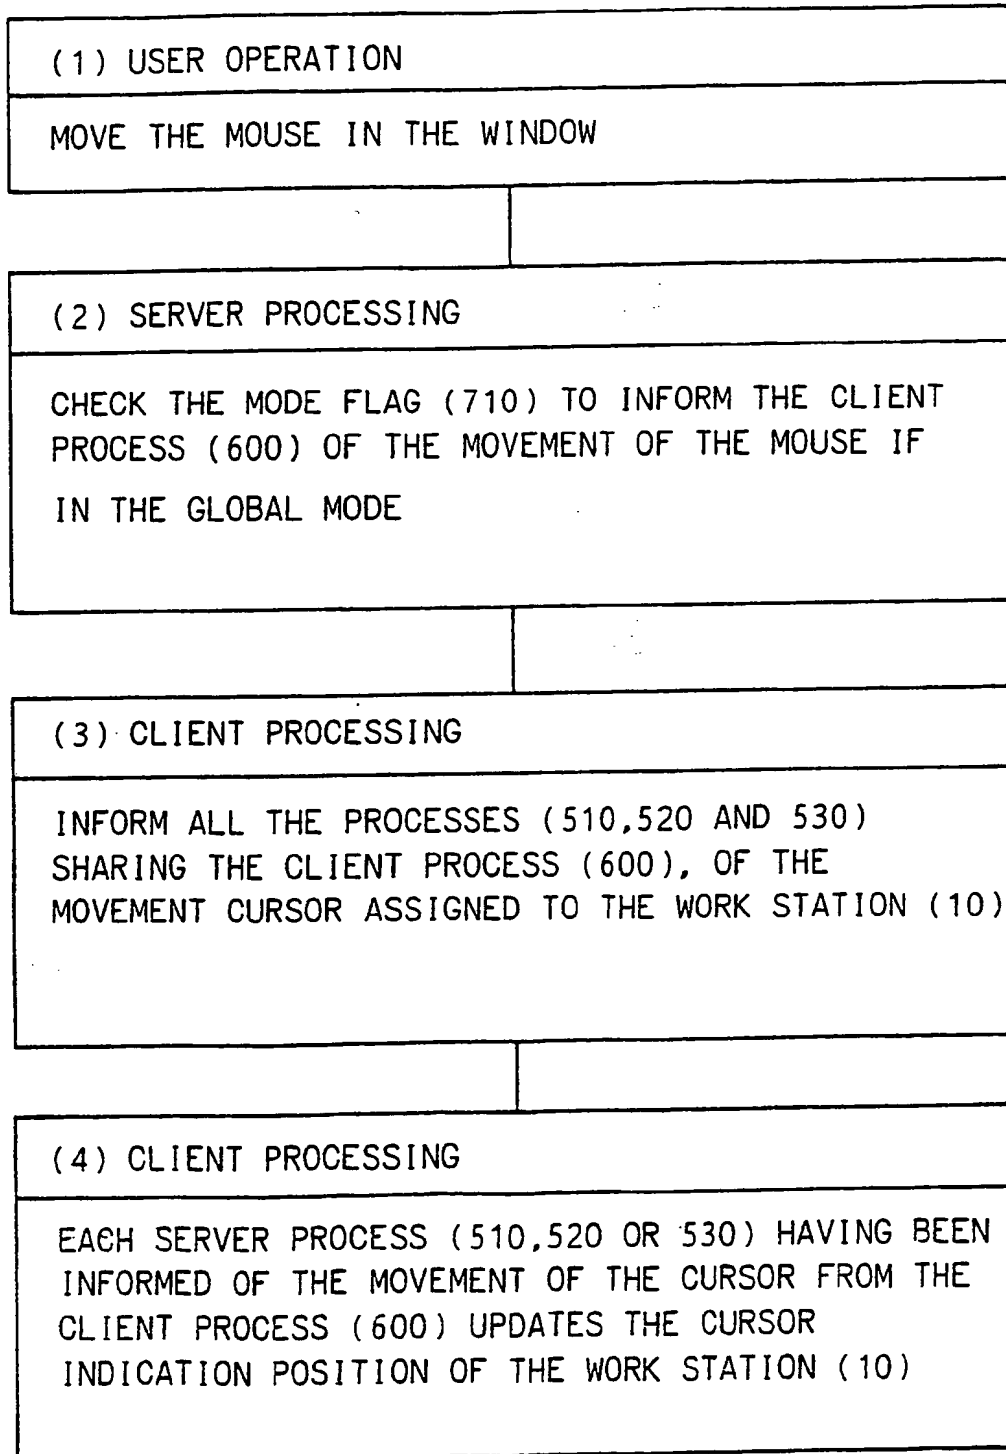 (1) USER OPERATION
MOVE THE MOUSE IN THE WINDOW
(2) SERVER PROCESSING
CHECK THE MODE FLAG (710) TO INFORM THE CLIENT
PROCESS (600) OF THE MOVEMENT OF THE MOUSE IF
IN THE GLOBAL MODE
(3) CLIENT PROCESSING
INFORM ALL THE PROCESSES (510,520 AND 530)
SHARING THE CLIENT PROCESS (600), OF THE
MOVEMENT CURSOR ASSIGNED TO THE WORK STATION (10)
(4) CLIENT PROCESSING
EACH SERVER PROCESS (510,520 OR 530) HAVING BEEN
INFORMED OF THE MOVEMENT OF THE CURSOR FROM THE
CLIENT PROCESS (600) UPDATES THE CURSOR
INDICATION POSITION OF THE WORK STATION (10)